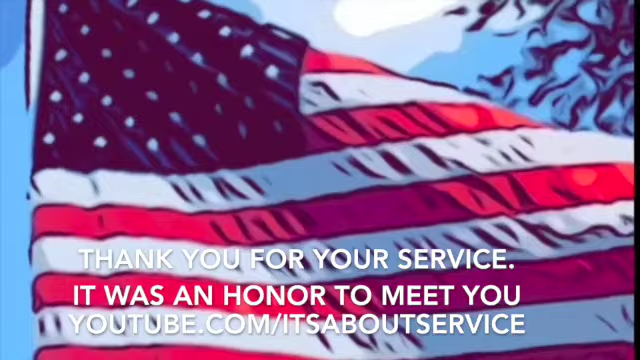 THANK YOU FOR YOUR SERVICE.
IT WAS AN HONOR TO MEET YOU
YOUTUBE.COM/ITSABOUTSERVICE